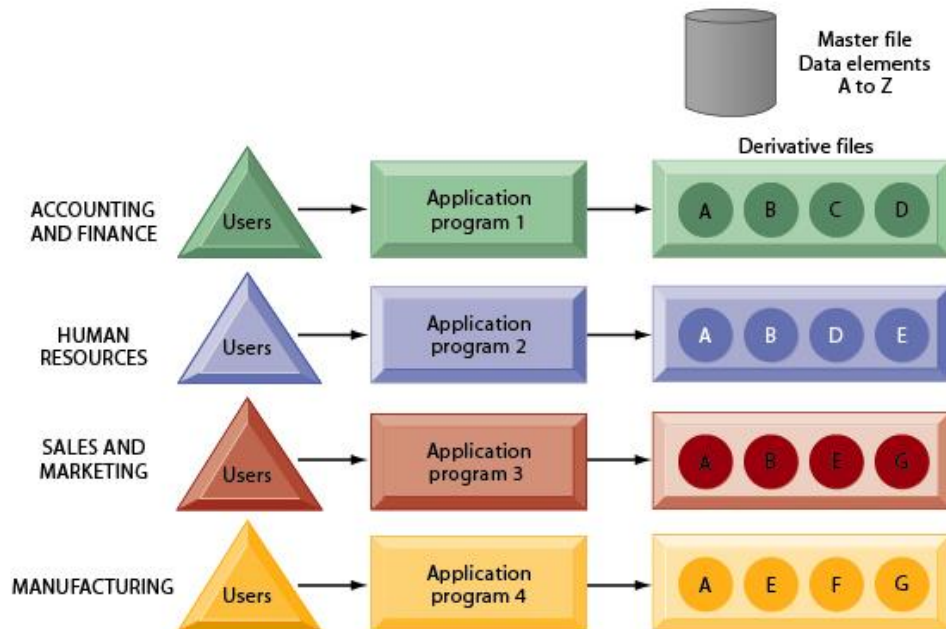 Master file
Data elements
A to Z
Derivative files
ACCOUNTING
AND FINANCE
Users
Application
program 1
A B C D
HUMAN
RESOURCES
Users
Application
program 2
A B D E
SALES AND
MARKETING
Users
Application
program 3
A B E G
MANUFACTURING
Users
Application
program 4
A E F G